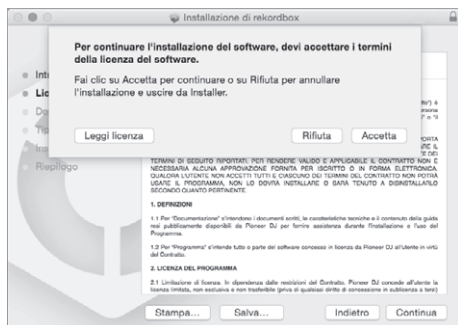 Installazione di rekordbox
Per continuare l'installazione del software, devi accettare i termini
della licenza del software.
Fai clic su Accetta per continuare o su Rifiuta per annullare
l'installazione e uscire da Installer.
Leggi licenza
Rifiuta
Accetta
Riepilogo
TERMINI DI SEGUITO RIPORTATI. PER RENDERE VALIDO E APPLICABILE IL CONTRATTO NON È
NECESSARIA ALCUNA APPROVAZIONE FORNITA PER ISCRITTO O IN FORMA ELETTRONICA.
QUALORA L'UTENTE NON ACCETTI TUTTI E CIASCUNO DEI TERMINI DEL CONTRATTO NON POTRÀ
USARE IL PROGRAMMA, NON LO DOVRÀ INSTALLARE O SARÀ TENUTO A DISINSTALLARLO
SECONDO QUANTO PERTINENTE.
1. DEFINIZIONI
1.1 Per "Documentazione" s'intendono i documenti scritti, le caratteristiche tecniche e il contenuto della guida
resi pubblicamente disponibili da Pioneer DJ per fornire assistenza durante l'installazione e l'uso del
Programma.
1.2 Per "Programma" s'intende tutto o parte del software concesso in licenza da Pioneer DJ all'utente in virtù
del Contratto.
2. LICENZA DEL PROGRAMMA
2.1 Limitazione di licenza. In dipendenza dalle restrizioni del Contratto. Pioneer DJ concede all'utente la
licenza limitata, non esclusiva e non trasferibile (priva di qualsiasi diritto di concessione in sublicenza a terzi)
Stampa...
Salva...
Indietro
Continua